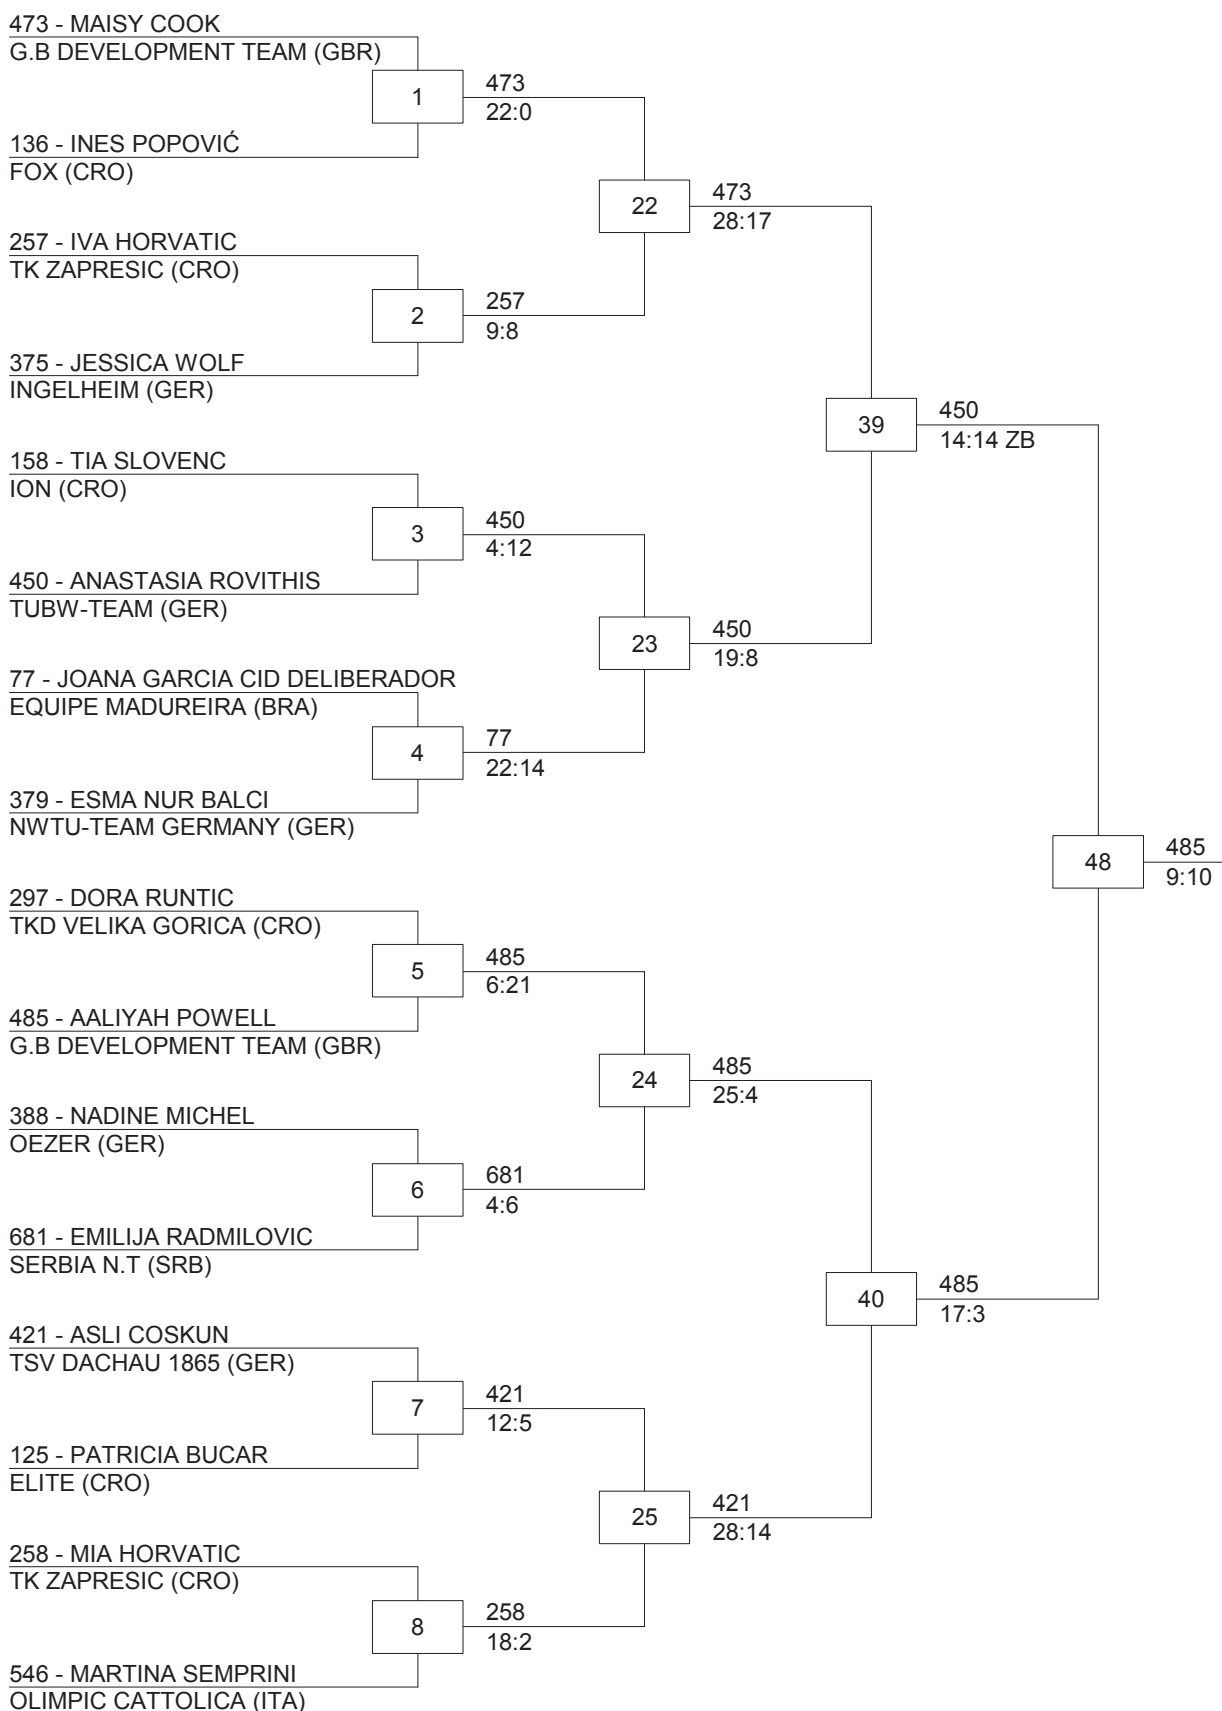 473 - MAISY COOK
G.B DEVELOPMENT TEAM (GBR)
1
473
22:0
136 - INES POPOVIĆ
FOX (CRO)
22
473
28:17
257 - IVA HORVATIC
TK ZAPRESIC (CRO)
2
257
9:8
375 - JESSICA WOLF
INGELHEIM (GER)
39
450
14:14 ZB
158 - TIA SLOVENC
ION (CRO)
3
450
4:12
450 - ANASTASIA ROVITHIS
TUBW-TEAM (GER)
23
450
19:8
77 - JOANA GARCIA CID DELIBERADOR
EQUIPE MADUREIRA (BRA)
4
77
22:14
379 - ESMA NUR BALCI
NWTU-TEAM GERMANY (GER)
48
485
9:10
297 - DORA RUNTIC
TKD VELIKA GORICA (CRO)
5
485
6:21
485 - AALIYAH POWELL
G.B DEVELOPMENT TEAM (GBR)
24
485
25:4
388 - NADINE MICHEL
OEZER (GER)
6
681
4:6
681 - EMILIJA RADMILOVIC
SERBIA N.T (SRB)
40
485
17:3
421 - ASLI COSKUN
TSV DACHAU 1865 (GER)
7
421
12:5
125 - PATRICIA BUCAR
ELITE (CRO)
25
421
28:14
258 - MIA HORVATIC
TK ZAPRESIC (CRO)
8
258
18:2
546 - MARTINA SEMPRINI
OLIMPIC CATTOLICA (ITA)